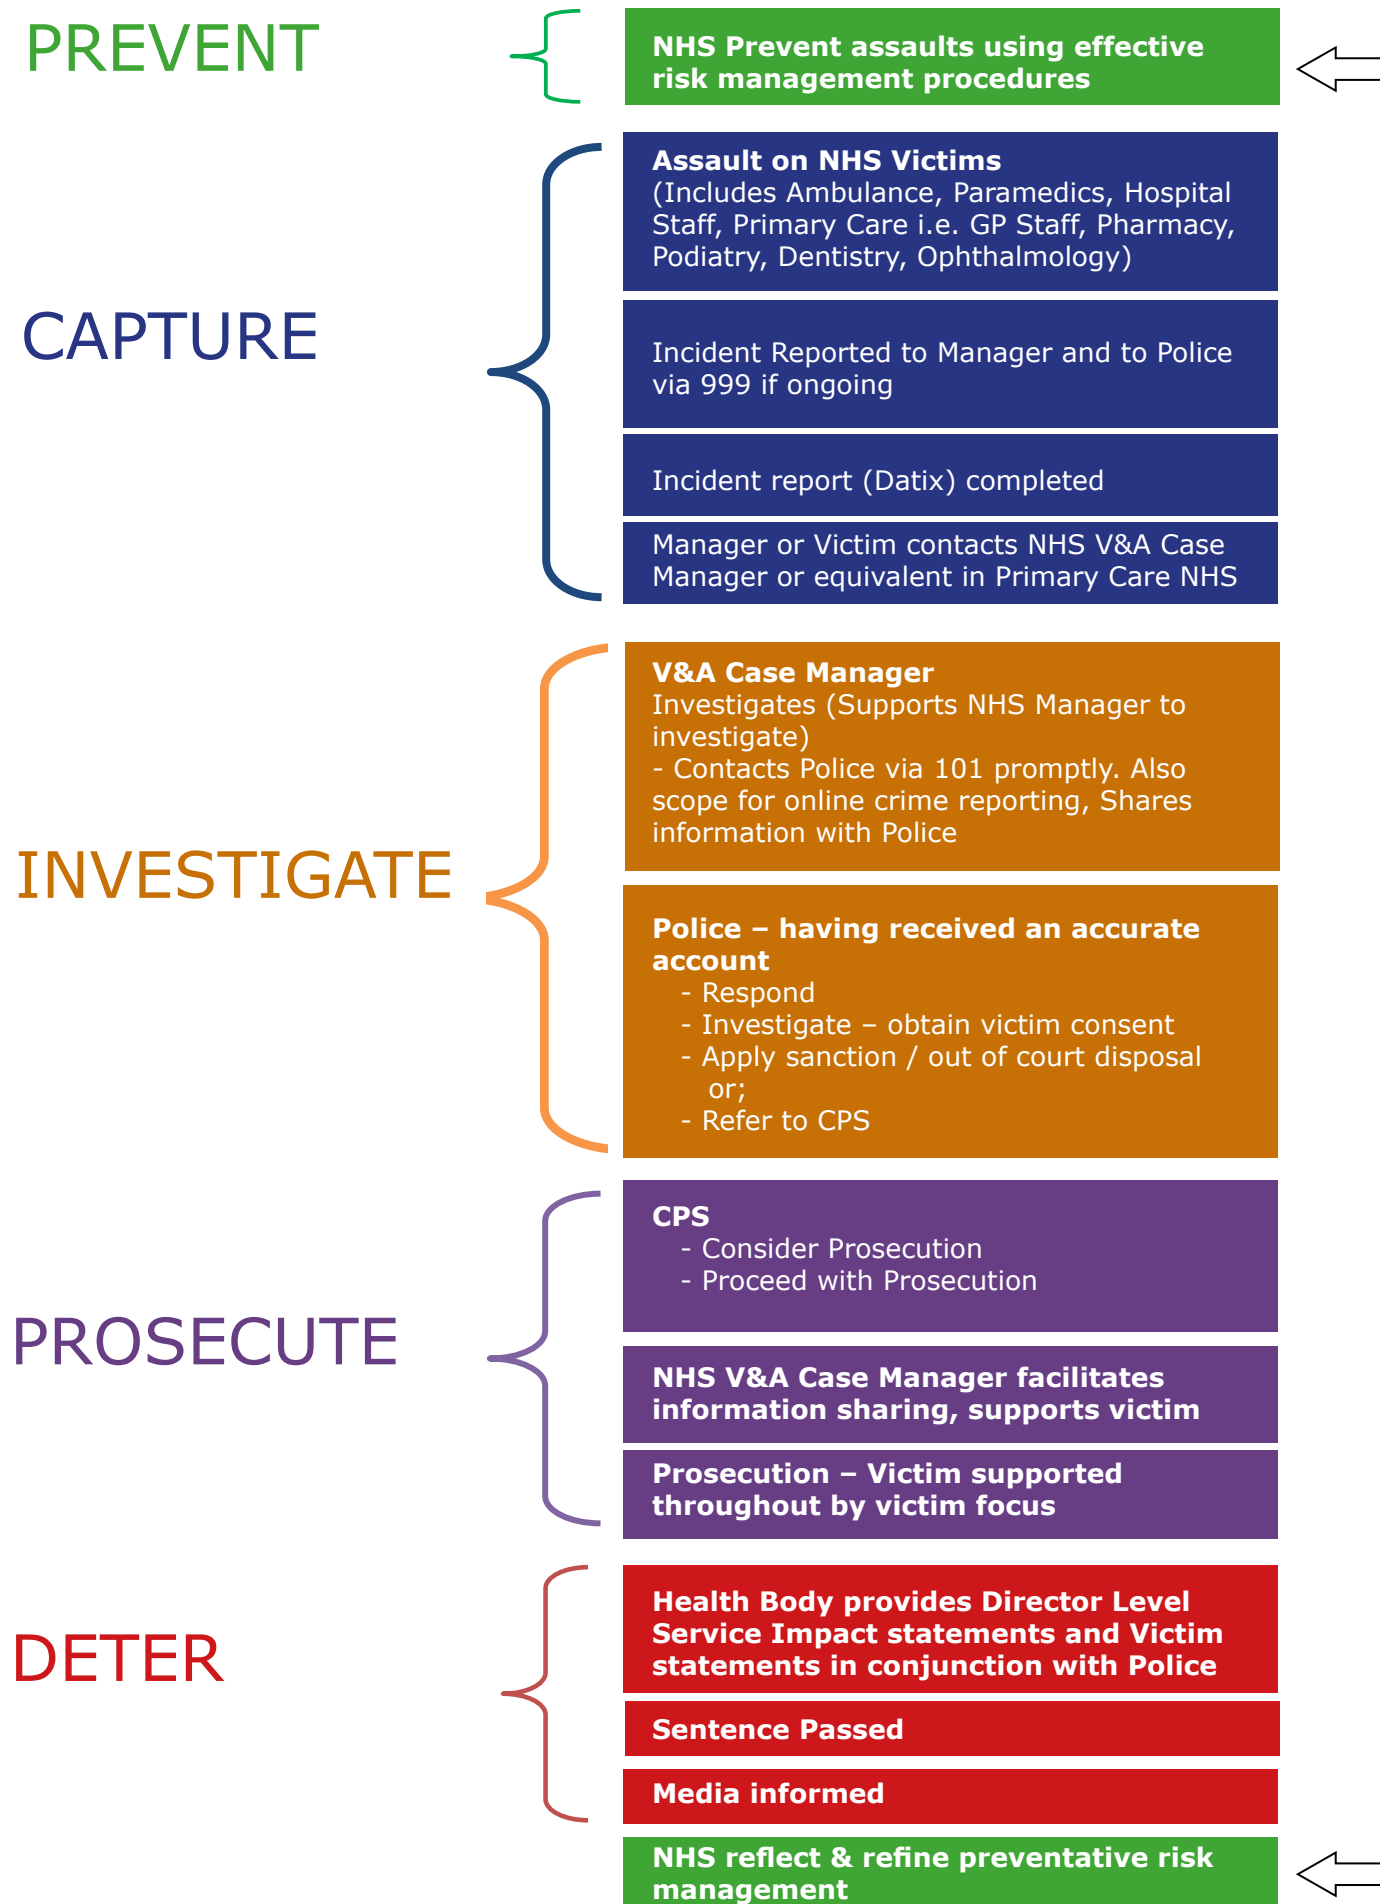 PREVENT
NHS Prevent assaults using effective
risk management procedures
CAPTURE
Assault on NHS Victims
(Includes Ambulance, Paramedics, Hospital
Staff, Primary Care i.e. GP Staff, Pharmacy,
Podiatry, Dentistry, Ophthalmology)
Incident Reported to Manager and to Police
via 999 if ongoing
Incident report (Datix) completed
Manager or Victim contacts NHS V&A Case
Manager or equivalent in Primary Care NHS
INVESTIGATE
V&A Case Manager
Investigates (Supports NHS Manager to
investigate)
- Contacts Police via 101 promptly. Also
scope for online crime reporting, Shares
information with Police
Police – having received an accurate
account
- Respond
- Investigate – obtain victim consent
- Apply sanction / out of court disposal
or;
- Refer to CPS
PROSECUTE
CPS
- Consider Prosecution
- Proceed with Prosecution
NHS V&A Case Manager facilitates
information sharing, supports victim
Prosecution – Victim supported
throughout by victim focus
DETER
Health Body provides Director Level
Service Impact statements and Victim
statements in conjunction with Police
Sentence Passed
Media informed
NHS reflect & refine preventative risk
management